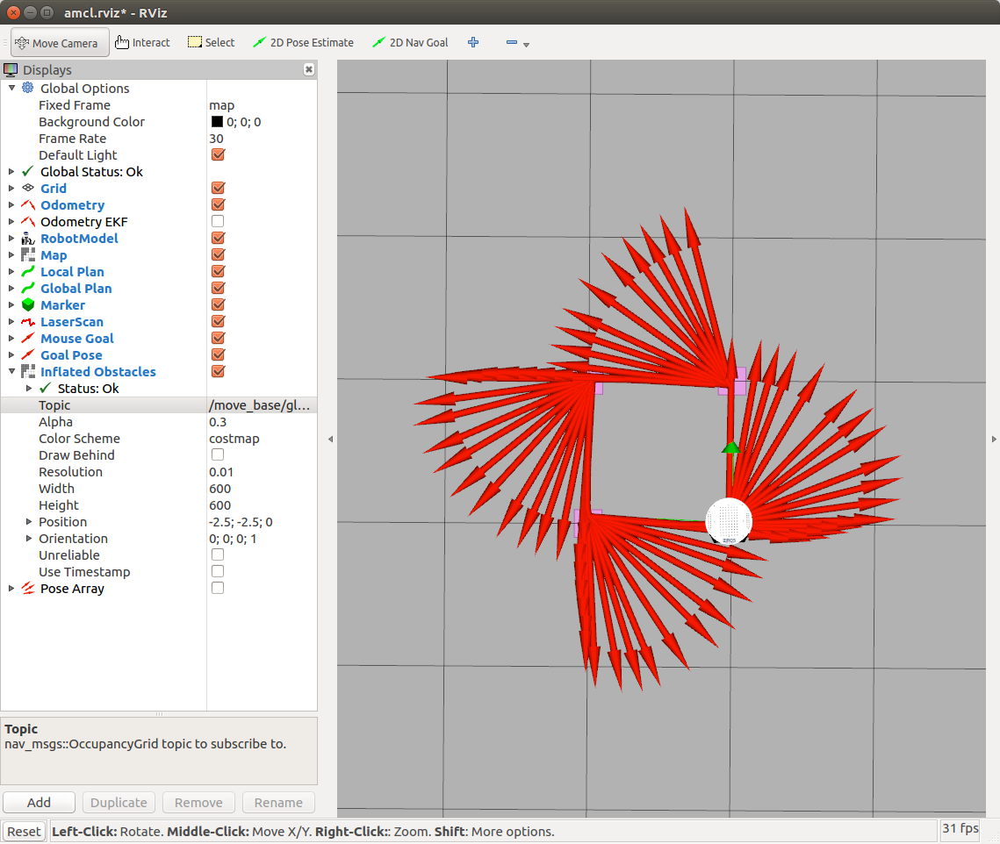 amcl.rviz* - RViz
Move Camera Interact Select 2D Pose Estimate 2D Nav Goal
Displays
Global Options
Fixed Frame map
Background Color 0; 0; 0
Frame Rate 30
Default Light
Global Status: Ok
Grid
Odometry
Odometry EKF
RobotModel
Map
Local Plan
Global Plan
Marker
LaserScan
Mouse Goal
Goal Pose
Inflated Obstacles
Status: Ok
Topic /move_base/gl...
Alpha 0.3
Color Scheme costmap
Draw Behind
Resolution 0.01
Width 600
Height 600
Position -2.5; -2.5; 0
Orientation 0; 0; 0; 1
Unreliable
Use Timestamp
Pose Array
Topic
nav_msgs::OccupancyGrid topic to subscribe to.
Add Duplicate Remove Rename
Reset Left-Click: Rotate. Middle-Click: Move X/Y. Right-Click:: Zoom. Shift: More options. 31 fps